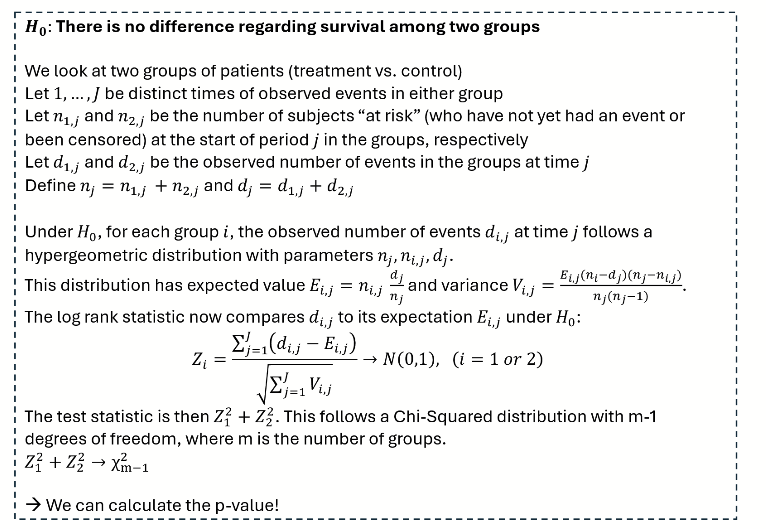 H₀: There is no difference regarding survival among two groups
We look at two groups of patients (treatment vs. control)
Let 1, …, J be distinct times of observed events in either group
Let n₁,ⱼ and n₂,ⱼ be the number of subjects “at risk” (who have not yet had an event or
been censored) at the start of period j in the groups, respectively
Let d₁,ⱼ and d₂,ⱼ be the observed number of events in the groups at time j
Define nⱼ = n₁,ⱼ + n₂,ⱼ and dⱼ = d₁,ⱼ + d₂,ⱼ
Under H₀, for each group i, the observed number of events dᵢ,ⱼ at time j follows a
hypergeometric distribution with parameters nⱼ, nᵢ,ⱼ, dⱼ.
This distribution has expected value Eᵢ,ⱼ = nᵢ,ⱼ dⱼ/nⱼ and variance Vᵢ,ⱼ = Eᵢ,ⱼ(nᵢ−dⱼ)(nⱼ−nᵢ,ⱼ)/nⱼ(nⱼ−1).
The log rank statistic now compares dᵢ,ⱼ to its expectation Eᵢ,ⱼ under H₀:
Zᵢ = Σᴶⱼ₌₁(dᵢ,ⱼ − Eᵢ,ⱼ)/√Σᴶⱼ₌₁ Vᵢ,ⱼ → N(0,1), (i = 1 or 2)
The test statistic is then Z₁² + Z₂². This follows a Chi-Squared distribution with m-1
degrees of freedom, where m is the number of groups.
Z₁² + Z₂² → χ²ₘ₋₁
→ We can calculate the p-value!